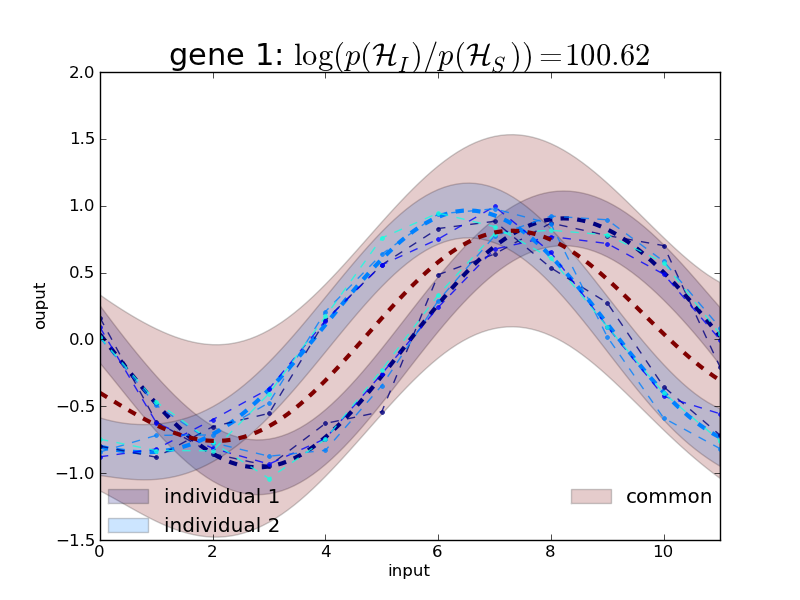 gene 1: log(p(ℋ_I)/p(ℋ_S)) = 100.62
2.0
1.5
1.0
0.5
0.0
−0.5
−1.0
−1.5
ouput
individual 1
individual 2
common
0 2 4 6 8 10
input